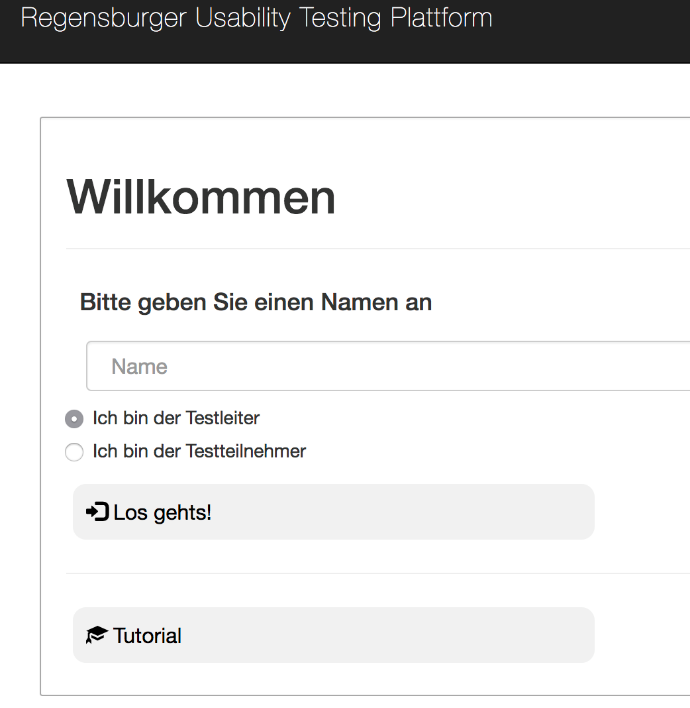 Regensburger Usability Testing Plattform
Willkommen
Bitte geben Sie einen Namen an
Name
Ich bin der Testleiter
Ich bin der Testteilnehmer
Los gehts!
Tutorial